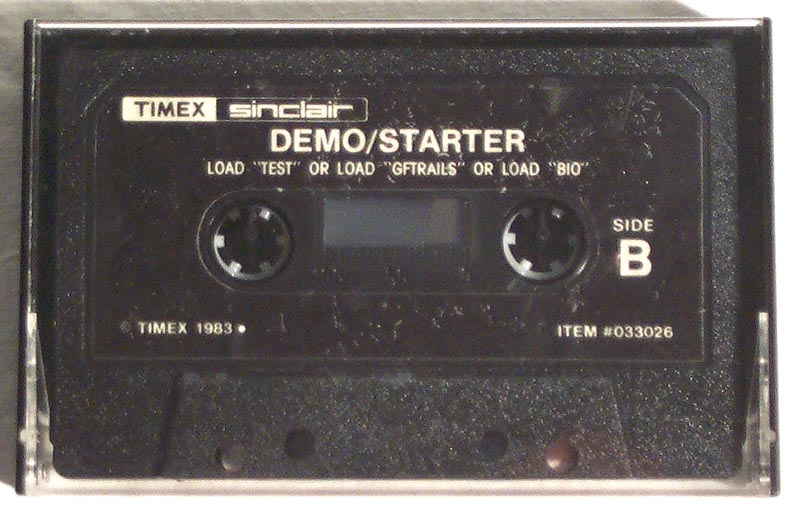 TIMEX sinclair
DEMO/STARTER
LOAD "TEST" OR LOAD "GFTRAILS" OR LOAD "BIO"
SIDE
B
© TIMEX 1983 •
ITEM #033026